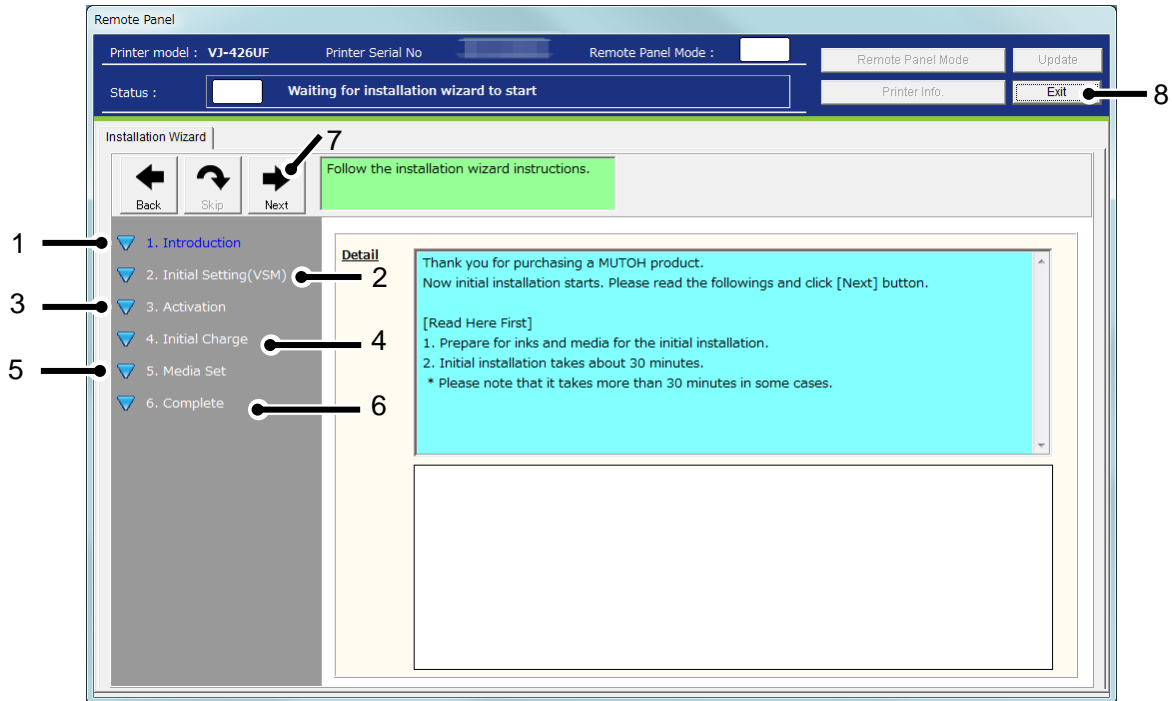 Remote Panel
Printer model : VJ-426UF Printer Serial No Remote Panel Mode :
Remote Panel Mode Update
Status : Waiting for installation wizard to start
Printer Info. Exit
8
Installation Wizard
7
Back Skip Next
Follow the installation wizard instructions.
1
1. Introduction
2. Initial Setting(VSM)
2
3
3. Activation
4. Initial Charge
4
5
5. Media Set
6. Complete
6
Detail
Thank you for purchasing a MUTOH product.
Now initial installation starts. Please read the followings and click [Next] button.
[Read Here First]
1. Prepare for inks and media for the initial installation.
2. Initial installation takes about 30 minutes.
* Please note that it takes more than 30 minutes in some cases.